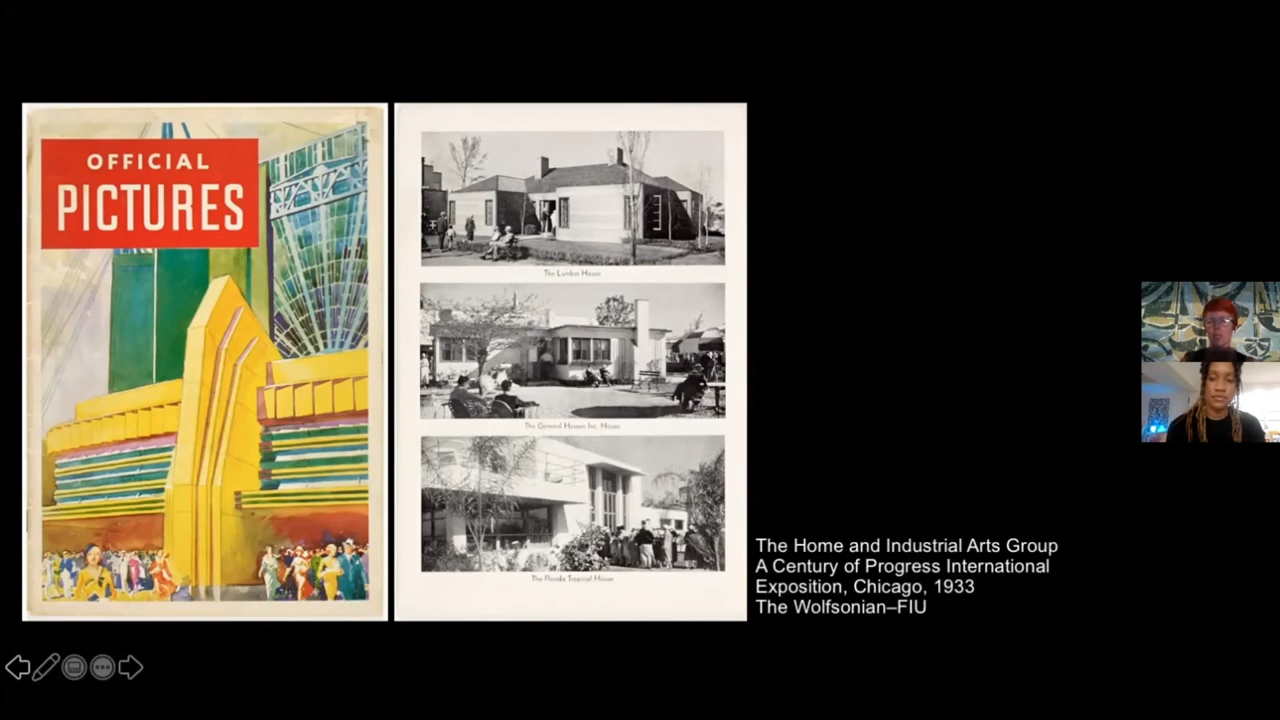 OFFICIAL
PICTURES
The Lumber House
The General Houses Inc. House
The Florida Tropical House
The Home and Industrial Arts Group
A Century of Progress International
Exposition, Chicago, 1933
The Wolfsonian–FIU